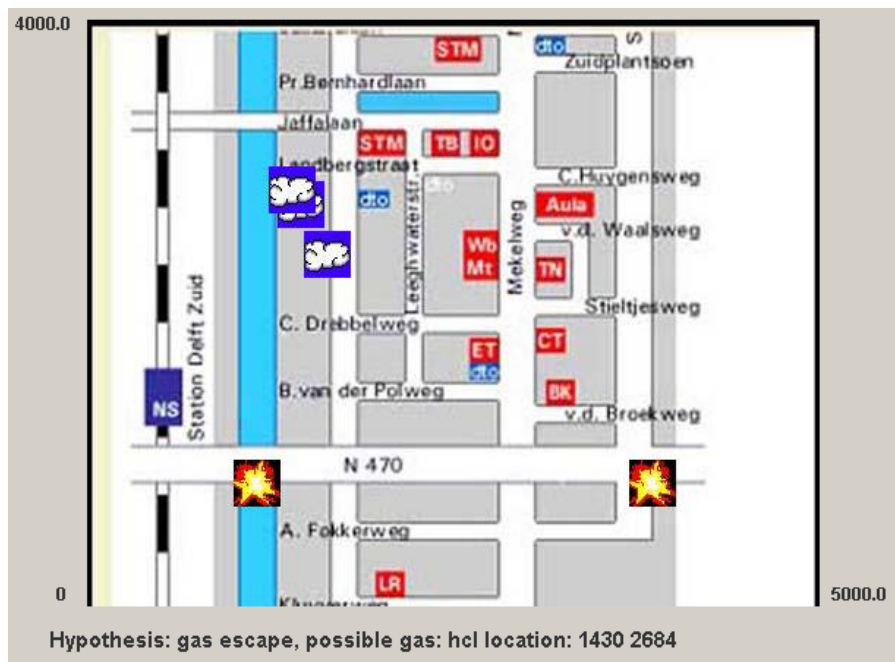 4000.0
STM
dto
Zuidplantsoen
Pr.Bernhardlaan
Jaffalaan
STM
TB
IO
Landbergstraat
C.Huygensweg
dto
dto
Leeghwaterstr.
Mekelweg
Aula
v.d. Waalsweg
Wb
Mt
TN
Station Delft Zuid
Stieltjesweg
C. Drebbelweg
ET
dto
CT
B.van der Polweg
BK
NS
v.d. Broekweg
N 470
A. Fokkerweg
LR
0
5000.0
Hypothesis: gas escape, possible gas: hcl location: 1430 2684